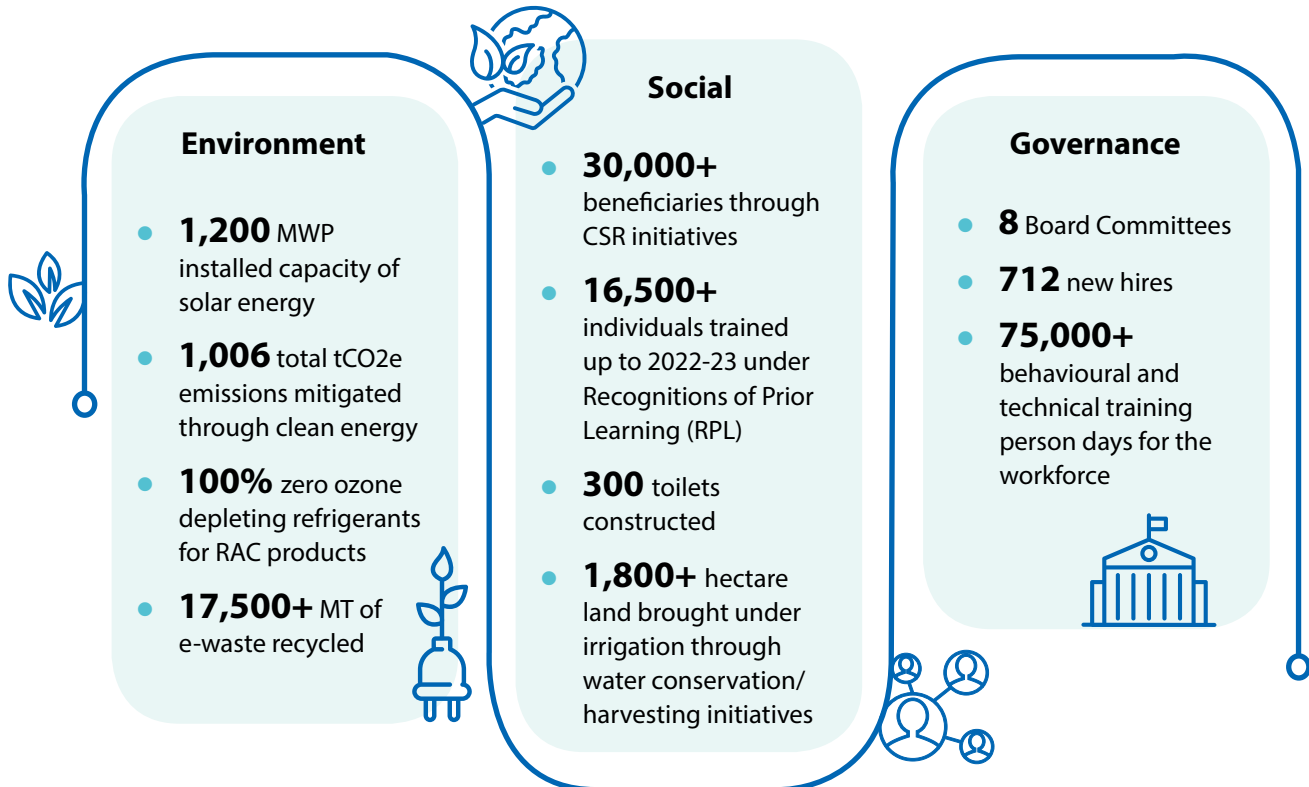 Environment
1,200 MWP
installed capacity of
solar energy
1,006 total tCO2e
emissions mitigated
through clean energy
100% zero ozone
depleting refrigerants
for RAC products
17,500+ MT of
e-waste recycled
Social
30,000+
beneficiaries through
CSR initiatives
16,500+
individuals trained
up to 2022-23 under
Recognitions of Prior
Learning (RPL)
300 toilets
constructed
1,800+ hectare
land brought under
irrigation through
water conservation/
harvesting initiatives
Governance
8 Board Committees
712 new hires
75,000+
behavioural and
technical training
person days for the
workforce